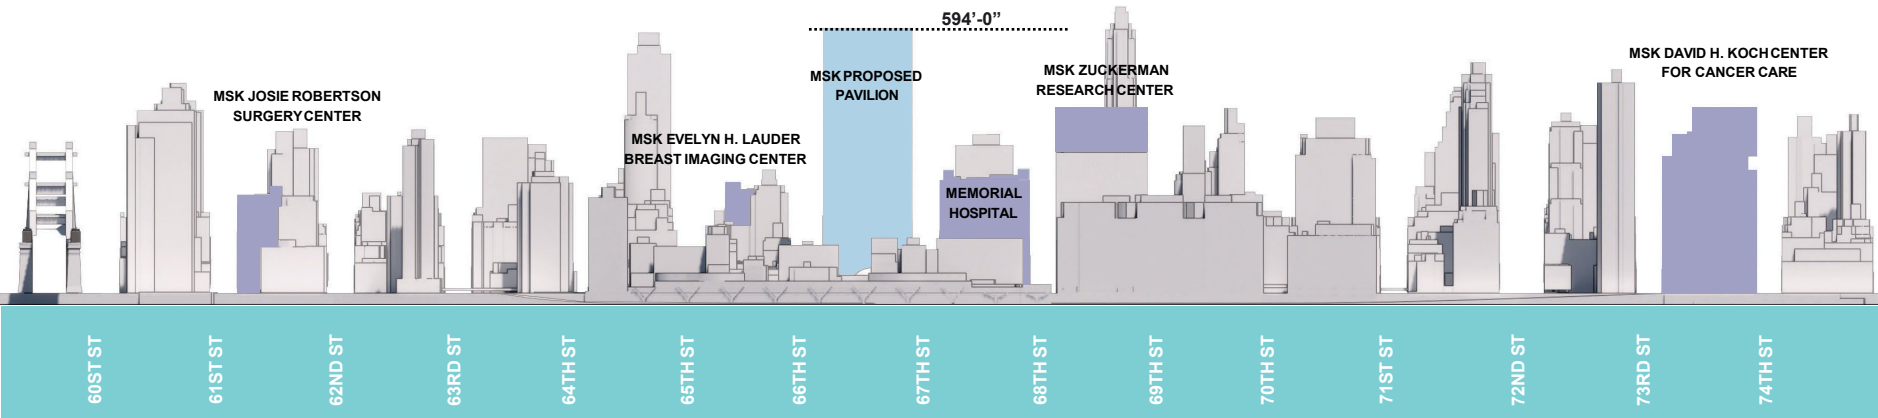 594'-0”
MSK JOSIE ROBERTSON
SURGERY CENTER
MSK EVELYN H. LAUDER
BREAST IMAGING CENTER
MSK PROPOSED
PAVILION
MEMORIAL
HOSPITAL
MSK ZUCKERMAN
RESEARCH CENTER
MSK DAVID H. KOCH CENTER
FOR CANCER CARE
60ST ST
61ST ST
62ND ST
63RD ST
64TH ST
65TH ST
66TH ST
67TH ST
68TH ST
69TH ST
70TH ST
71ST ST
72ND ST
73RD ST
74TH ST